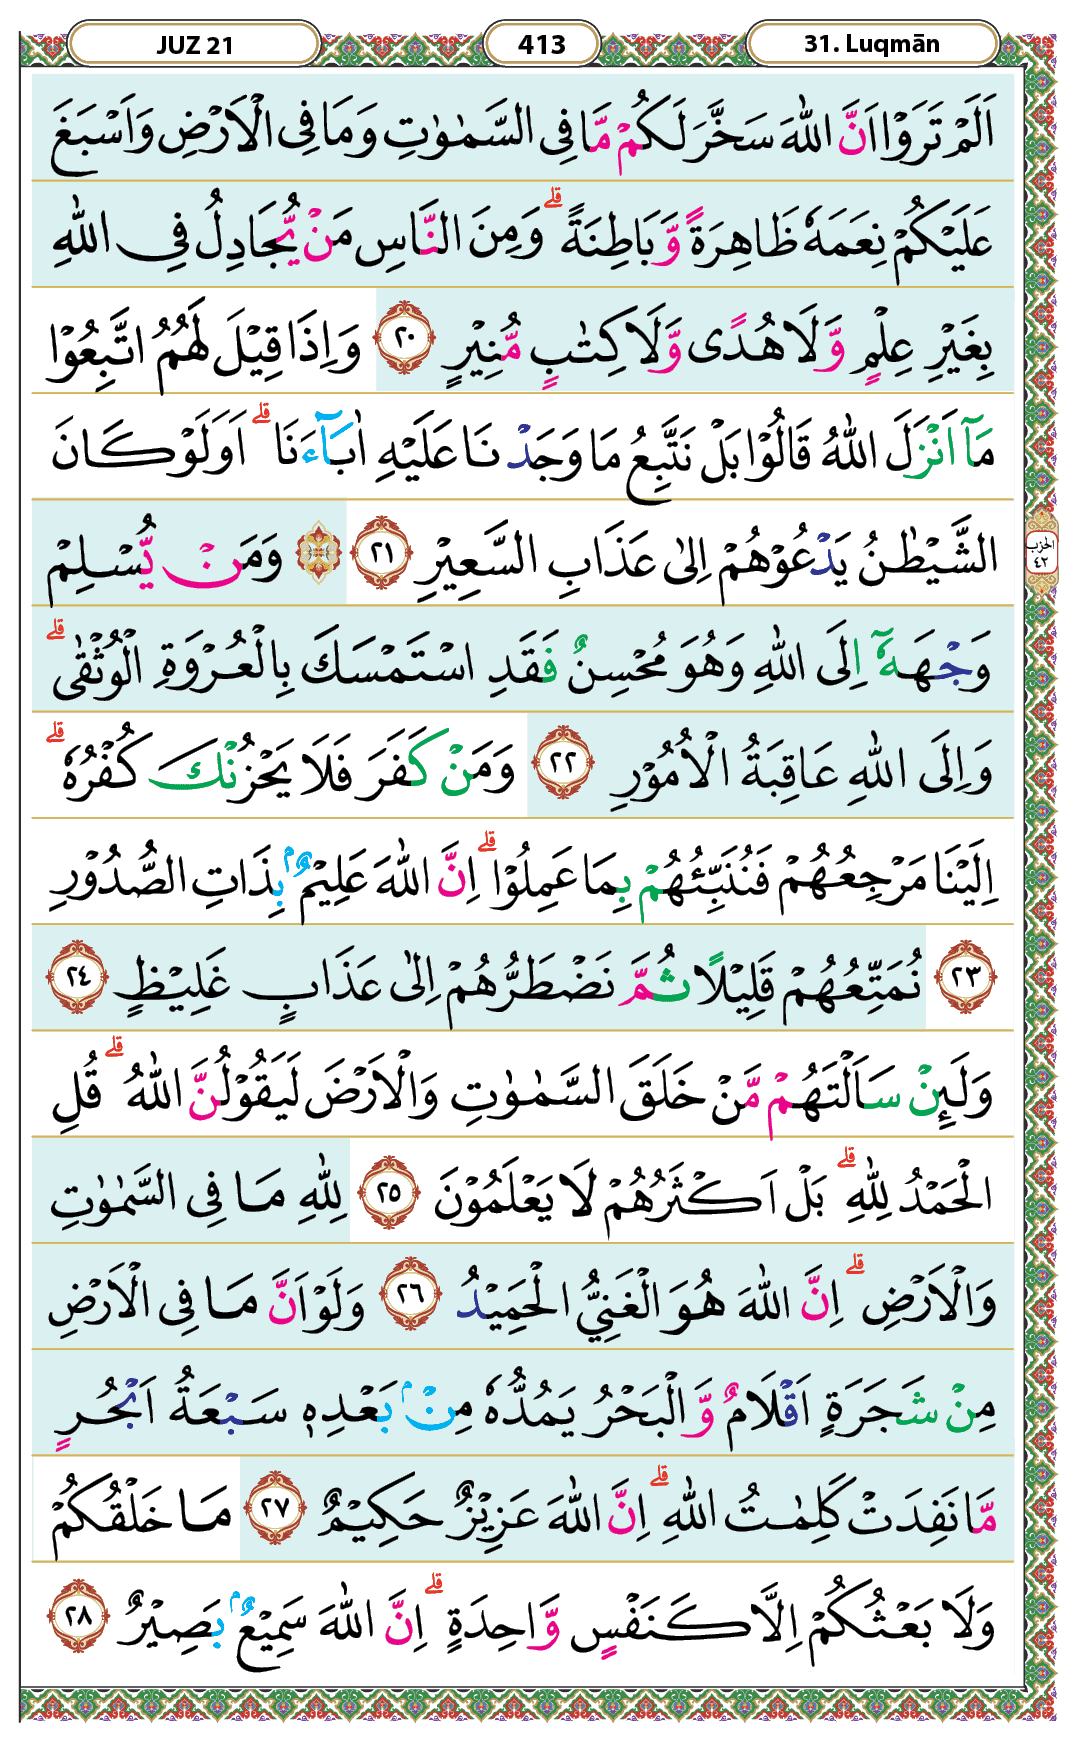 JUZ 21
413
31. Luqmān
اَلَمْ تَرَوْا اَنَّ اللّٰهَ سَخَّرَ لَكُمْ مَّا فِى السَّمٰوٰتِ وَمَا فِى الْاَرْضِ وَاَسْبَغَ
عَلَيْكُمْ نِعَمَهٗ ظَاهِرَةً وَّبَاطِنَةً ۗ وَمِنَ النَّاسِ مَنْ يُّجَادِلُ فِى اللّٰهِ
بِغَيْرِ عِلْمٍ وَّلَا هُدًى وَّلَا كِتٰبٍ مُّنِيْرٍ ٢٠ وَاِذَا قِيْلَ لَهُمُ اتَّبِعُوْا
مَآ اَنْزَلَ اللّٰهُ قَالُوْا بَلْ نَتَّبِعُ مَا وَجَدْنَا عَلَيْهِ اٰبَاۤءَنَا ۗ اَوَلَوْ كَانَ
الشَّيْطٰنُ يَدْعُوْهُمْ اِلٰى عَذَابِ السَّعِيْرِ ٢١ ۞ وَمَنْ يُّسْلِمْ
الحزب
٤٢
وَجْهَهٗٓ اِلَى اللّٰهِ وَهُوَ مُحْسِنٌ فَقَدِ اسْتَمْسَكَ بِالْعُرْوَةِ الْوُثْقٰى ۗ
وَاِلَى اللّٰهِ عَاقِبَةُ الْاُمُوْرِ ٢٢ وَمَنْ كَفَرَ فَلَا يَحْزُنْكَ كُفْرُهٗ ۗ
اِلَيْنَا مَرْجِعُهُمْ فَنُنَبِّئُهُمْ بِمَا عَمِلُوْا ۗ اِنَّ اللّٰهَ عَلِيْمٌۢ بِذَاتِ الصُّدُوْرِ
٢٣ نُمَتِّعُهُمْ قَلِيْلًا ثُمَّ نَضْطَرُّهُمْ اِلٰى عَذَابٍ غَلِيْظٍ ٢٤
وَلَىِٕنْ سَاَلْتَهُمْ مَّنْ خَلَقَ السَّمٰوٰتِ وَالْاَرْضَ لَيَقُوْلُنَّ اللّٰهُ ۗ قُلِ
الْحَمْدُ لِلّٰهِ ۗ بَلْ اَكْثَرُهُمْ لَا يَعْلَمُوْنَ ٢٥ لِلّٰهِ مَا فِى السَّمٰوٰتِ
وَالْاَرْضِ ۗ اِنَّ اللّٰهَ هُوَ الْغَنِيُّ الْحَمِيْدُ ٢٦ وَلَوْ اَنَّ مَا فِى الْاَرْضِ
مِنْ شَجَرَةٍ اَقْلَامٌ وَّالْبَحْرُ يَمُدُّهٗ مِنْۢ بَعْدِهٖ سَبْعَةُ اَبْحُرٍ
مَّا نَفِدَتْ كَلِمٰتُ اللّٰهِ ۗ اِنَّ اللّٰهَ عَزِيْزٌ حَكِيْمٌ ٢٧ مَا خَلْقُكُمْ
وَلَا بَعْثُكُمْ اِلَّا كَنَفْسٍ وَّاحِدَةٍ ۗ اِنَّ اللّٰهَ سَمِيْعٌۢ بَصِيْرٌ ٢٨